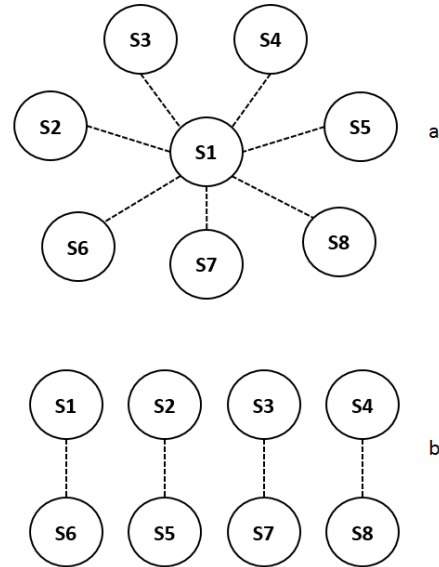 S3 S4
S2 S5 a
S1
S6 S8
S7
S1 S2 S3 S4
b
S6 S5 S7 S8